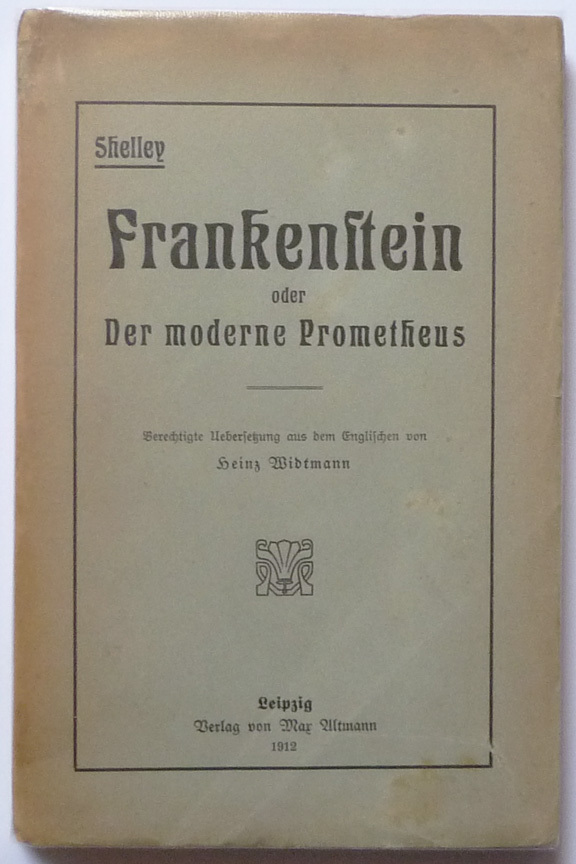 Shelley
Frankenſtein
oder
Der moderne Prometheus
Berechtigte Ueberſetzung aus dem Engliſchen von
Heinz Widtmann
Leipzig
Verlag von Max Altmann
1912